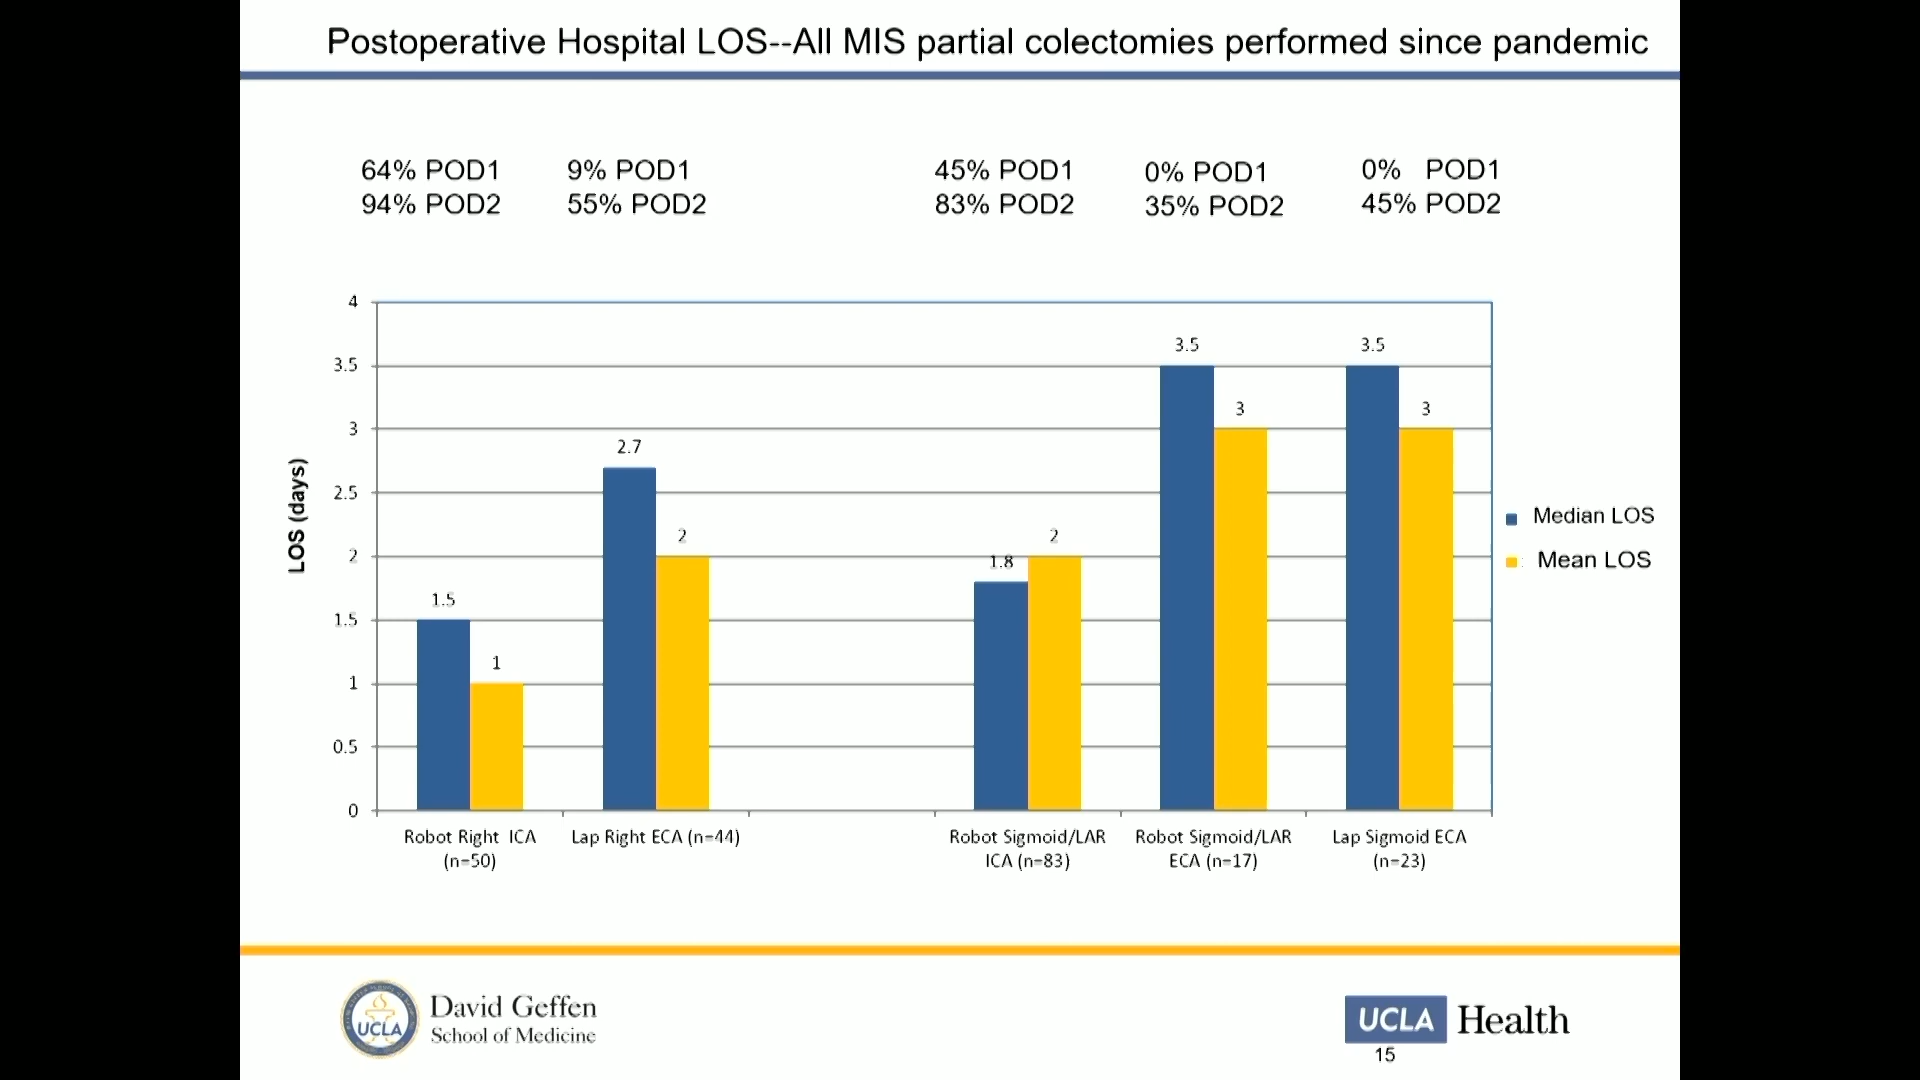 Postoperative Hospital LOS--All MIS partial colectomies performed since pandemic
64% POD1
94% POD2
9% POD1
55% POD2
45% POD1
83% POD2
0% POD1
35% POD2
0% POD1
45% POD2
LOS (days)
4
3.5
3
2.5
2
1.5
1
0.5
0
1.5
1
2.7
2
1.8
2
3.5
3
3.5
3
Median LOS
Mean LOS
Robot Right ICA
(n=50)
Lap Right ECA (n=44)
Robot Sigmoid/LAR
ICA (n=83)
Robot Sigmoid/LAR
ECA (n=17)
Lap Sigmoid ECA
(n=23)
UCLA
David Geffen
School of Medicine
UCLA Health
15